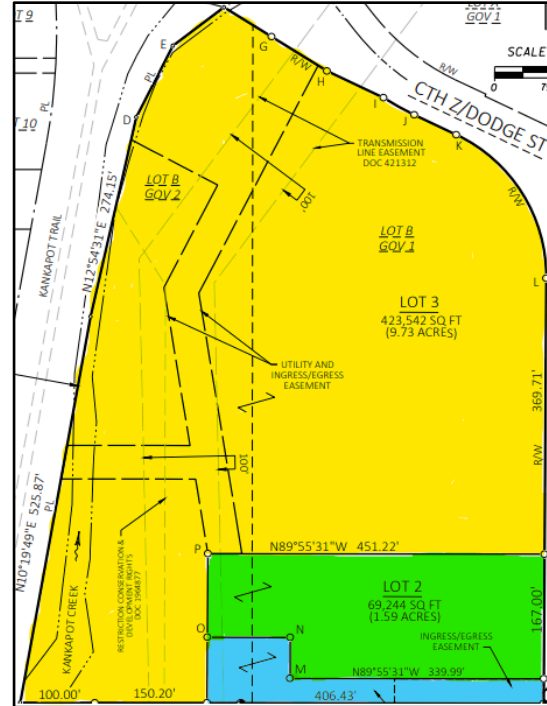 T 9
GOV 1
SCALE
0
R/W
CTH Z/DODGE ST
E
G
R/W
H
I
J
K
PL
PL
T 10
D
TRANSMISSION
LINE EASEMENT
DOC 421312
LOT B
GOV 2
100'
R/W
LOT B
GOV 1
KANKAPOT TRAIL
N12°54'31"E 274.15'
L
LOT 3
423,542 SQ FT
(9.73 ACRES)
UTILITY AND
INGRESS/EGRESS
EASEMENT
369.71'
R/W
100'
N10°19'49"E 525.87'
PL
RESTRICTION CONSERVATION &
DEVELOPMENT RIGHTS
DOC 1964877
KANKAPOT CREEK
P
N89°55'31"W 451.22'
LOT 2
69,244 SQ FT
(1.59 ACRES)
167.00'
O
N
INGRESS/EGRESS
EASEMENT
M
N89°55'31"W 339.99'
100.00'
150.20'
406.43'